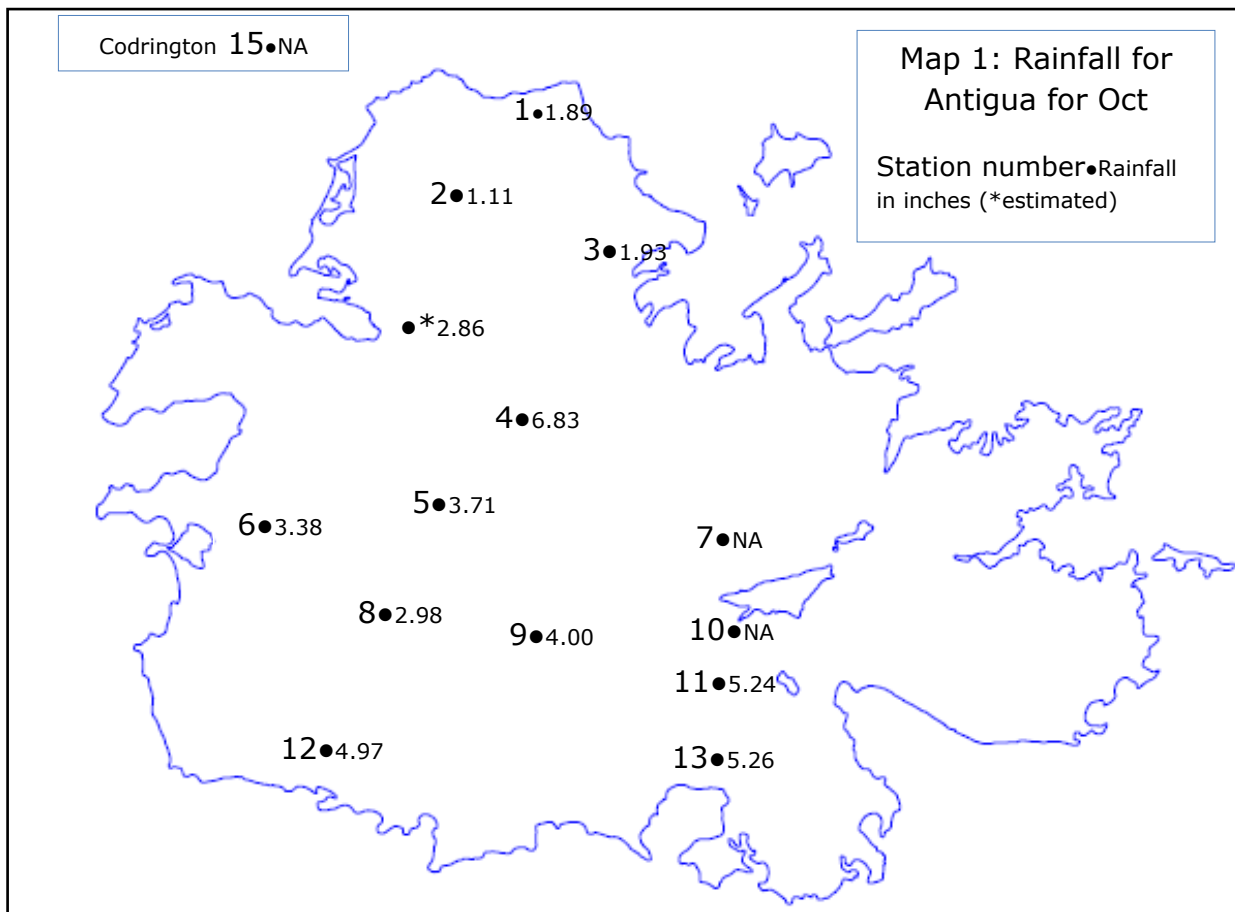 Codrington 15●NA
Map 1: Rainfall for
Antigua for Oct
Station number●Rainfall
in inches (*estimated)
1●1.89
2●1.11
3●1.93
●*2.86
4●6.83
5●3.71
6●3.38
7●NA
8●2.98
9●4.00
10●NA
11●5.24
12●4.97
13●5.26